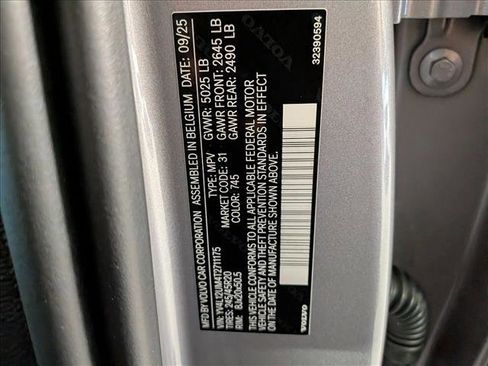 MFD BY VOLVO CAR CORPORATION ASSEMBLED IN BELGIUM DATE: 09/25
VIN: YV4L12UM4T2711175 GVWR: 5025 LB
TIRES: 245/45R20 TYPE: MPV GAWR FRONT: 2645 LB
RIM: 8Jx20x50.5 MARKET CODE: 31 GAWR REAR: 2490 LB
COLOR: 745
THIS VEHICLE CONFORMS TO ALL APPLICABLE FEDERAL MOTOR
VEHICLE SAFETY AND THEFT PREVENTION STANDARDS IN EFFECT
ON THE DATE OF MANUFACTURE SHOWN ABOVE.
VOLVO
32390594